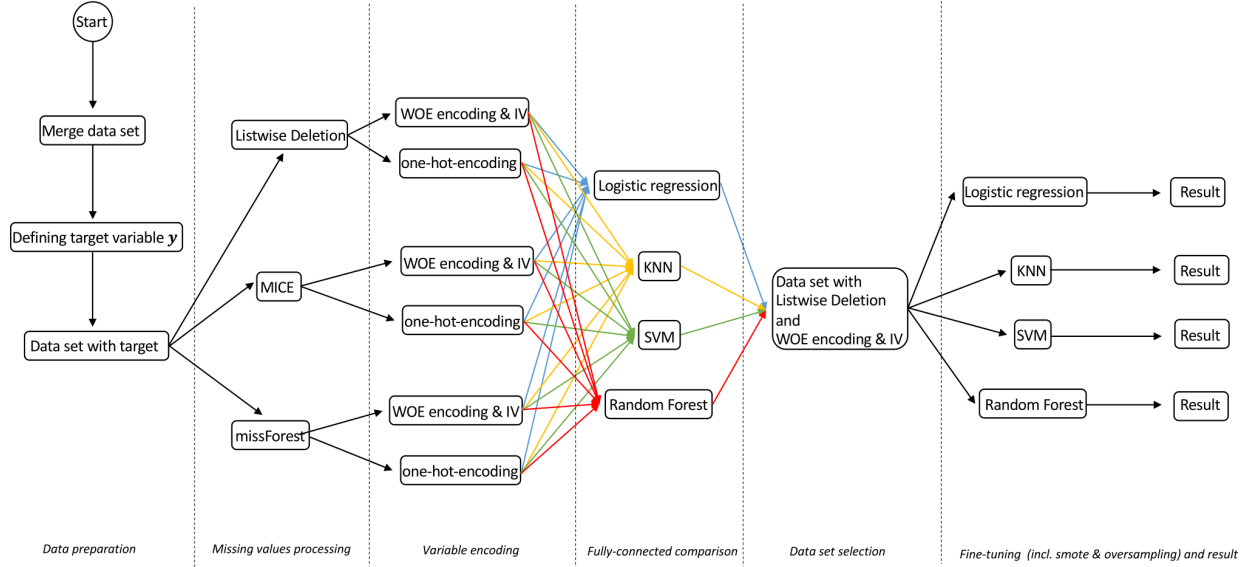 Start
Merge data set
Defining target variable y
Data set with target
Listwise Deletion
MICE
missForest
WOE encoding & IV
one-hot-encoding
WOE encoding & IV
one-hot-encoding
WOE encoding & IV
one-hot-encoding
Logistic regression
KNN
SVM
Random Forest
Data set with
Listwise Deletion
and
WOE encoding & IV
Logistic regression
Result
KNN
Result
SVM
Result
Random Forest
Result
Data preparation
Missing values processing
Variable encoding
Fully-connected comparison
Data set selection
Fine-tuning (incl. smote & oversampling) and result